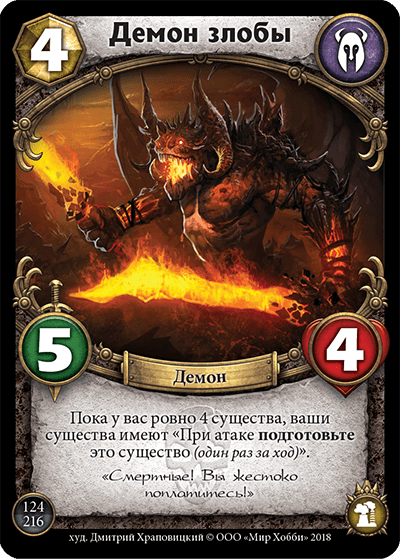 4
Демон злобы
5
4
Демон
Пока у вас ровно 4 существа, ваши
существа имеют «При атаке подготовьте
это существо (один раз за ход)».
«Смертные! Вы жестоко
поплатитесь!»
124
216
худ. Дмитрий Храповицкий © ООО «Мир Хобби» 2018